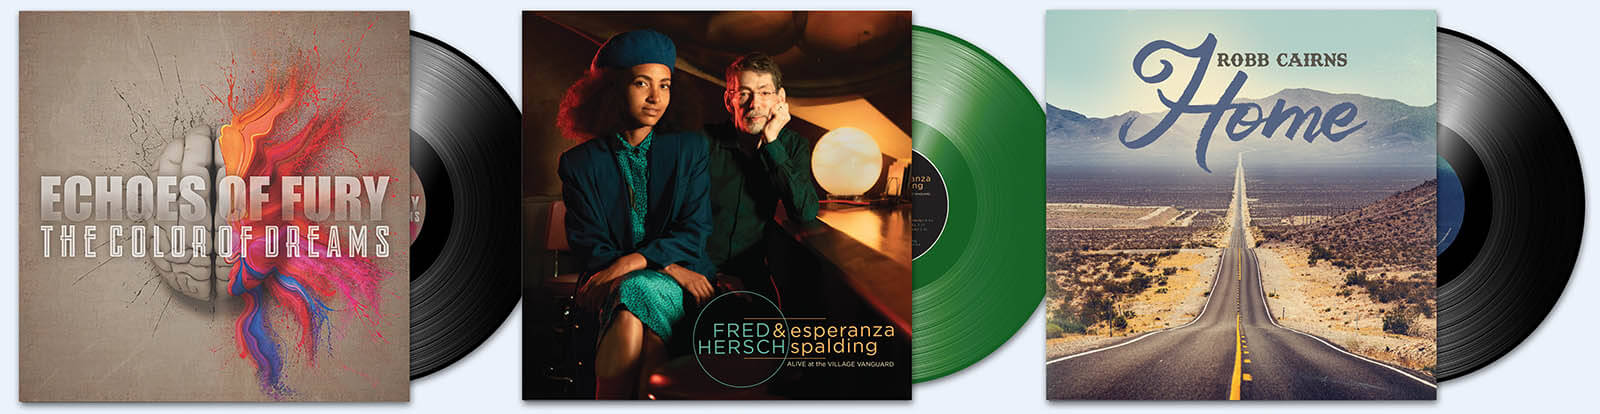 ECHOES OF FURY
THE COLOR OF DREAMS
FRED & esperanza
HERSCH spalding
ALIVE at the VILLAGE VANGUARD
ROBB CAIRNS
Home